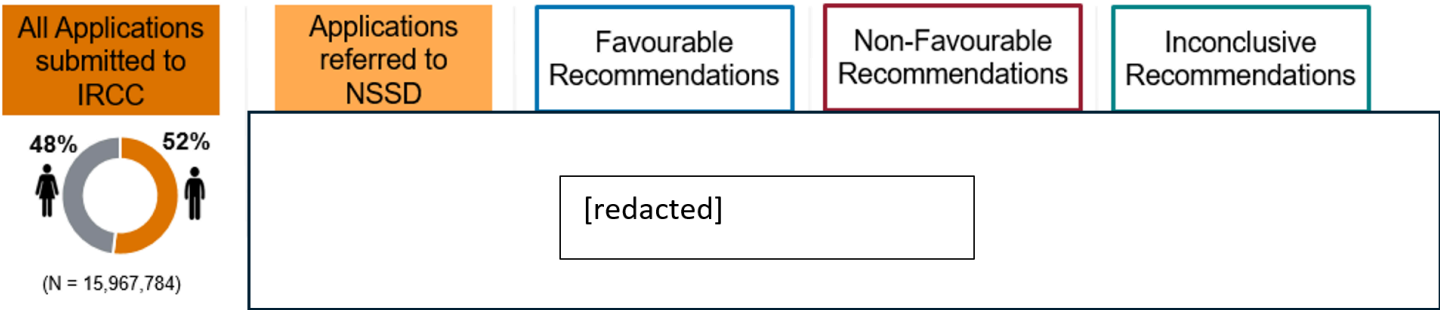 All Applications
submitted to
IRCC
Applications
referred to
NSSD
Favourable
Recommendations
Non-Favourable
Recommendations
Inconclusive
Recommendations
48%
52%
[redacted]
(N = 15,967,784)